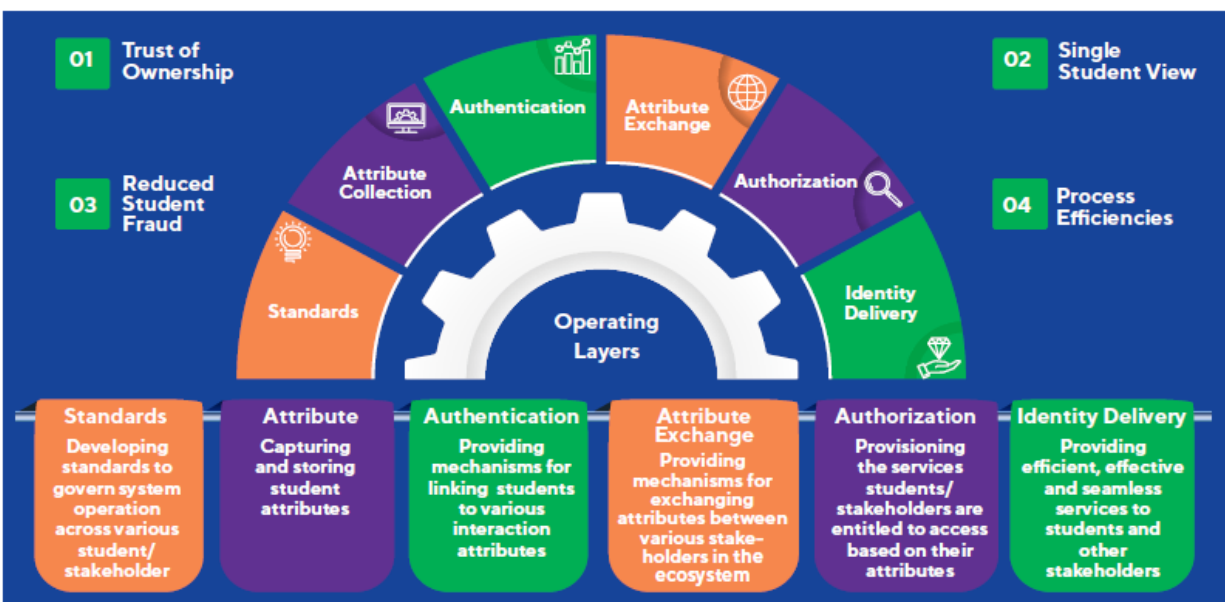 01
Trust of
Ownership
02
Single
Student View
03
Reduced
Student
Fraud
04
Process
Efficiencies
Standards
Attribute
Collection
Authentication
Attribute
Exchange
Authorization
Identity
Delivery
Operating
Layers
Standards
Developing
standards to
govern system
operation
across various
student/
stakeholder
Attribute
Capturing
and storing
student
attributes
Authentication
Providing
mechanisms for
linking students
to various
interaction
attributes
Attribute
Exchange
Providing
mechanisms for
exchanging
attributes between
various stake-
holders in the
ecosystem
Authorization
Provisioning
the services
students/
stakeholders are
entitled to access
based on their
attributes
Identity Delivery
Providing
efficient, effective
and seamless
services to
students and
other
stakeholders